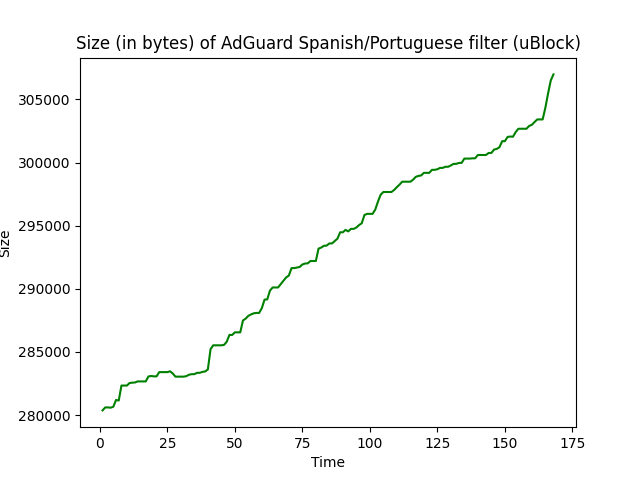 Size (in bytes) of AdGuard Spanish/Portuguese filter (uBlock)
305000
300000
295000
290000
285000
280000
Size
0 25 50 75 100 125 150 175
Time